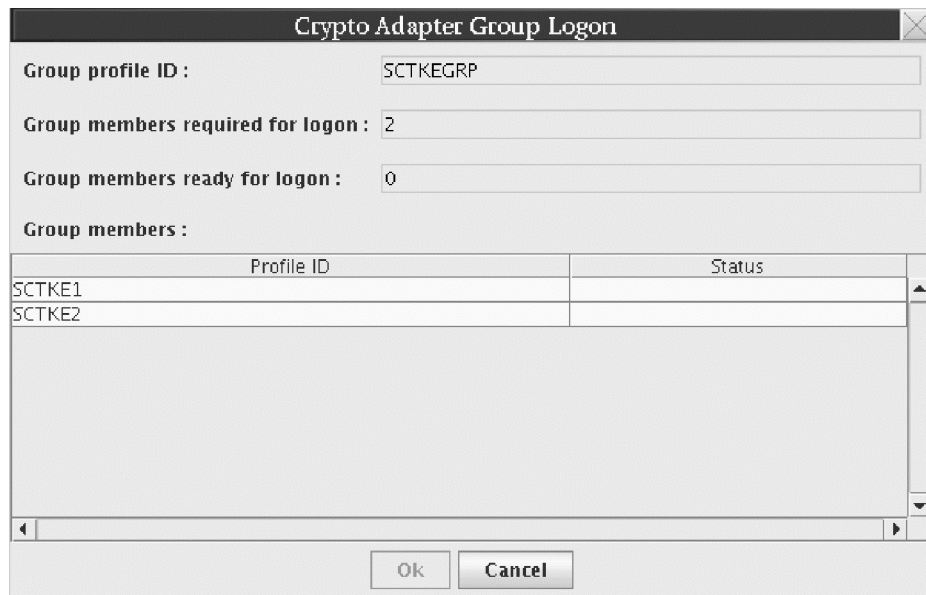 Crypto Adapter Group Logon
Group profile ID : SCTKEGRP
Group members required for logon : 2
Group members ready for logon : 0
Group members :
Profile ID Status
SCTKE1
SCTKE2
Ok Cancel